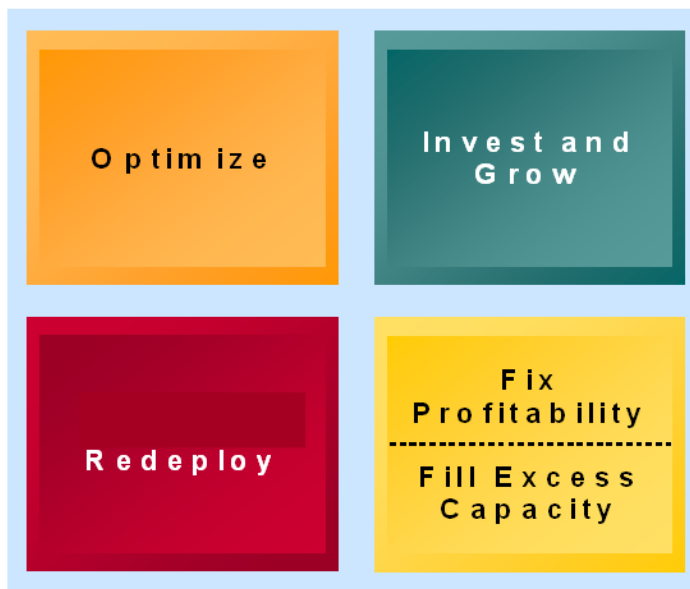 Optimize
Invest and
Grow
Redeploy
Fix
Profitability
Fill Excess
Capacity